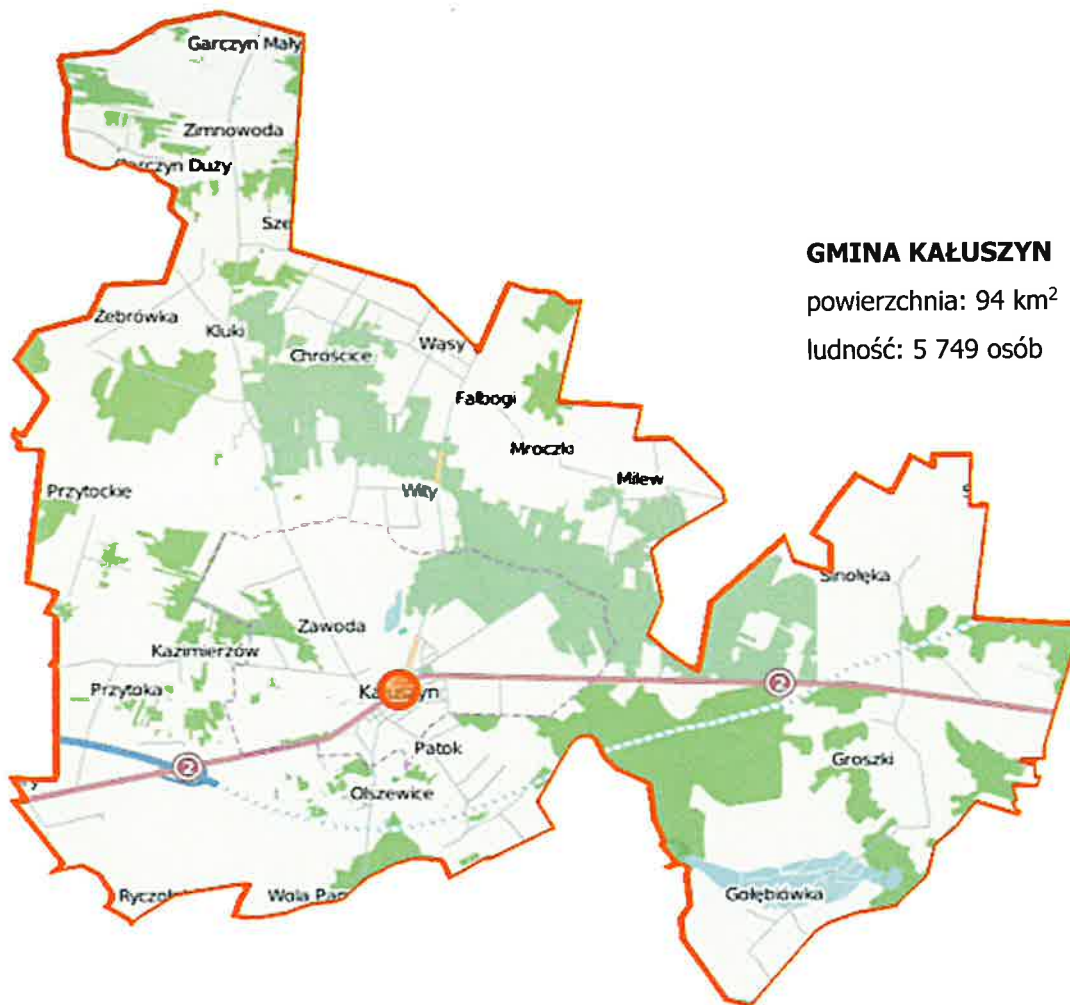 Garczyn Mały
Zimnowoda
Duży
GMINA KAŁUSZYN
powierzchnia: 94 km²
ludność: 5 749 osób
Żebrówka
Kluki
Chrościce
Wąsy
Falbogi
Mroczki
Milew
Przytockie
Wity
Sinołęka
Zawoda
Kazimierzów
Przytoka
Kałuszyn
2
Patok
Groszki
2
Olszewice
Wola
Gołębiówka